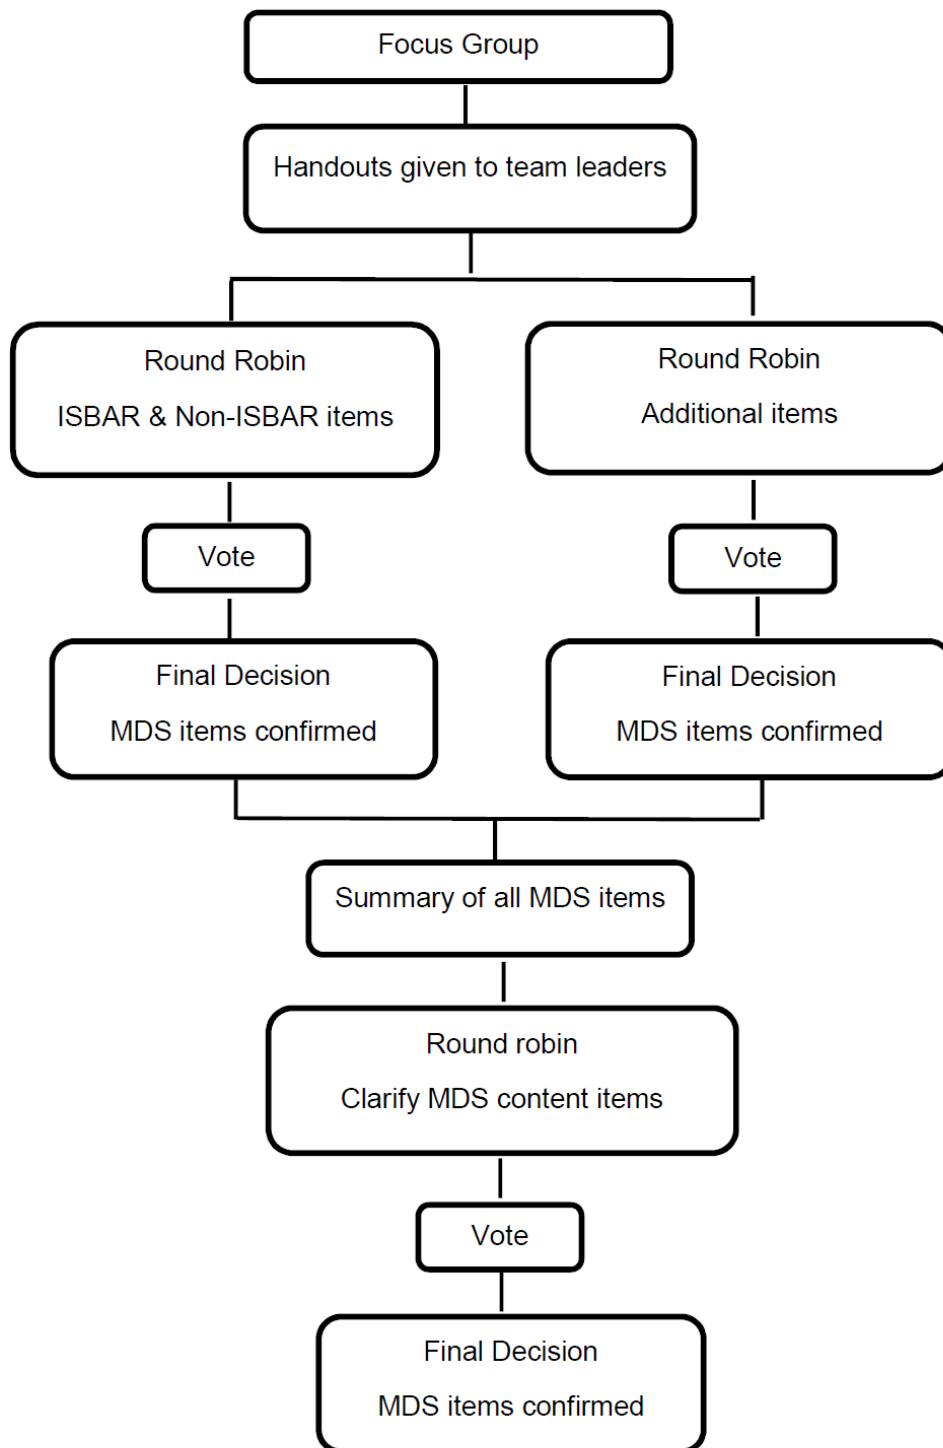 Focus Group
Handouts given to team leaders
Round Robin
ISBAR & Non-ISBAR items
Round Robin
Additional items
Vote
Vote
Final Decision
MDS items confirmed
Final Decision
MDS items confirmed
Summary of all MDS items
Round robin
Clarify MDS content items
Vote
Final Decision
MDS items confirmed